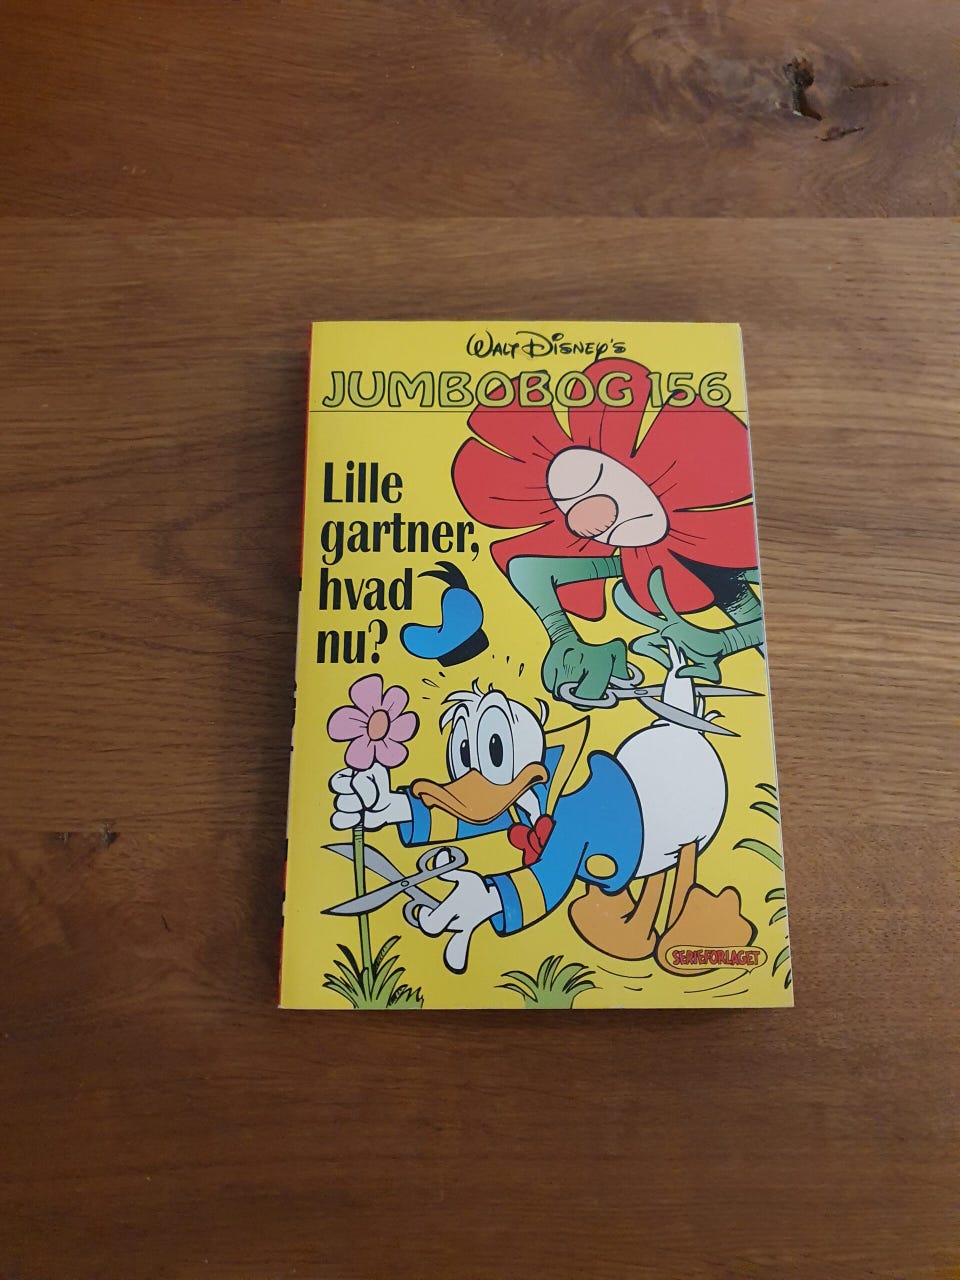 WALT DISNEY'S
JUMBOBOG 156
Lille
gartner,
hvad
nu?
SERIEFORLAGET